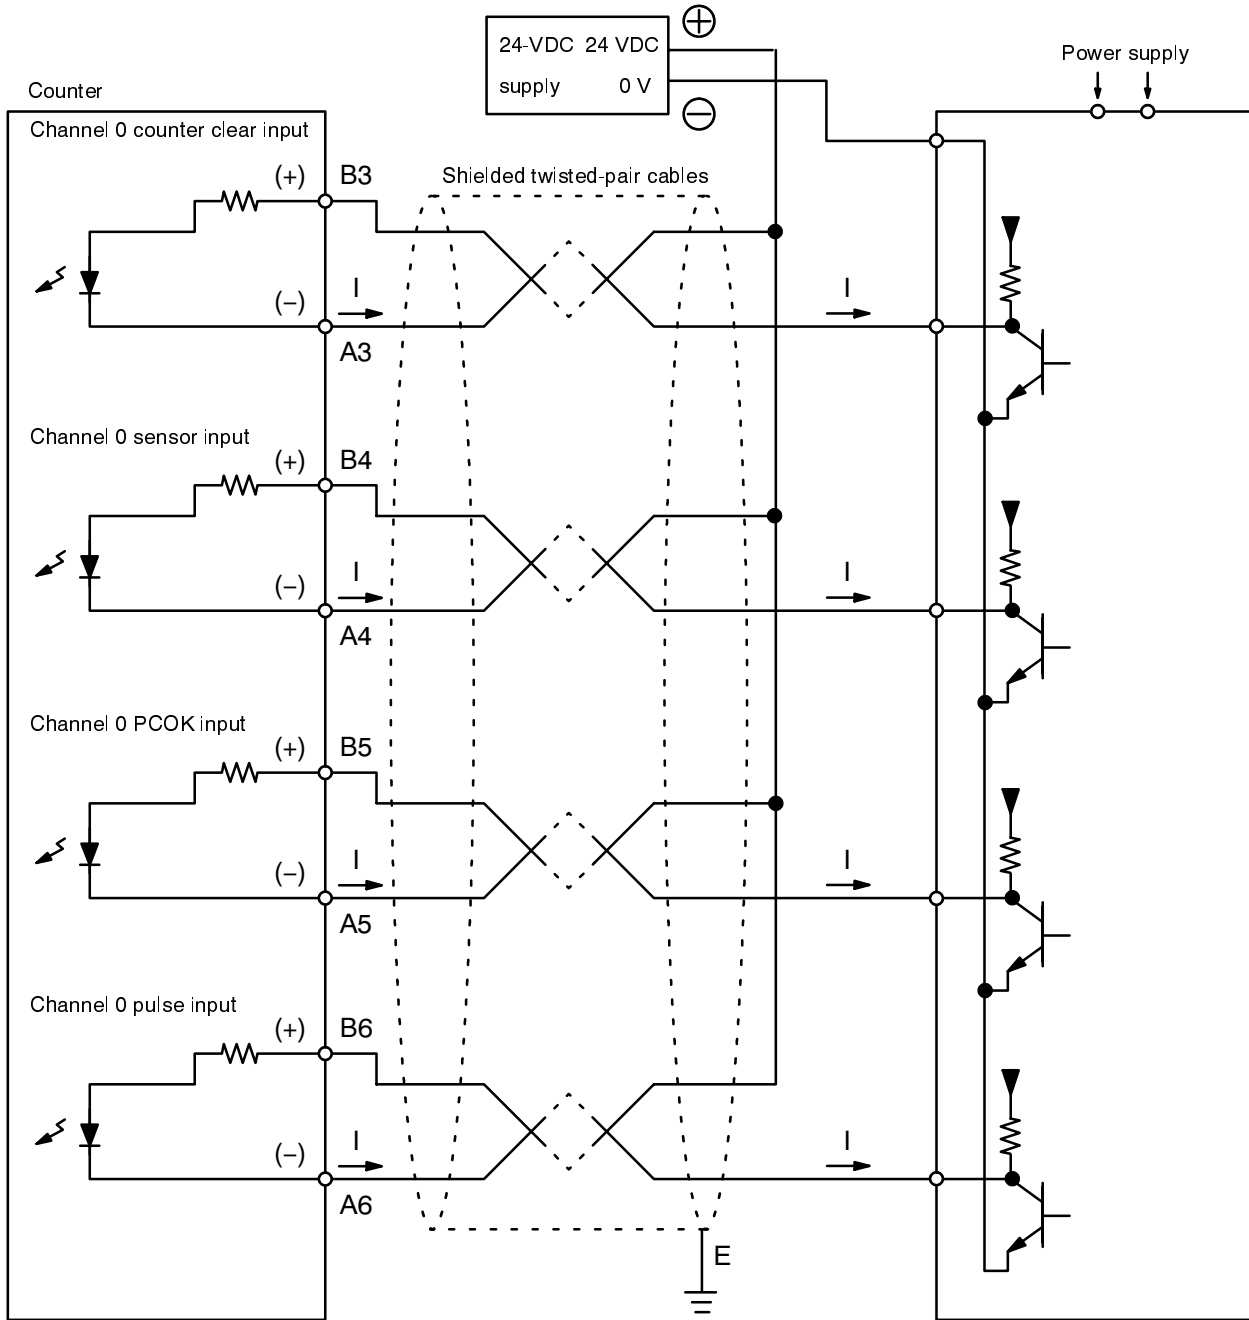 24-VDC 24 VDC
supply 0 V
Power supply
Counter
Channel 0 counter clear input
Shielded twisted-pair cables
(+) B3
(–) I
A3
I
Channel 0 sensor input
(+) B4
(–) I
A4
I
Channel 0 PCOK input
(+) B5
(–) I
A5
I
Channel 0 pulse input
(+) B6
(–) I
A6
I
E